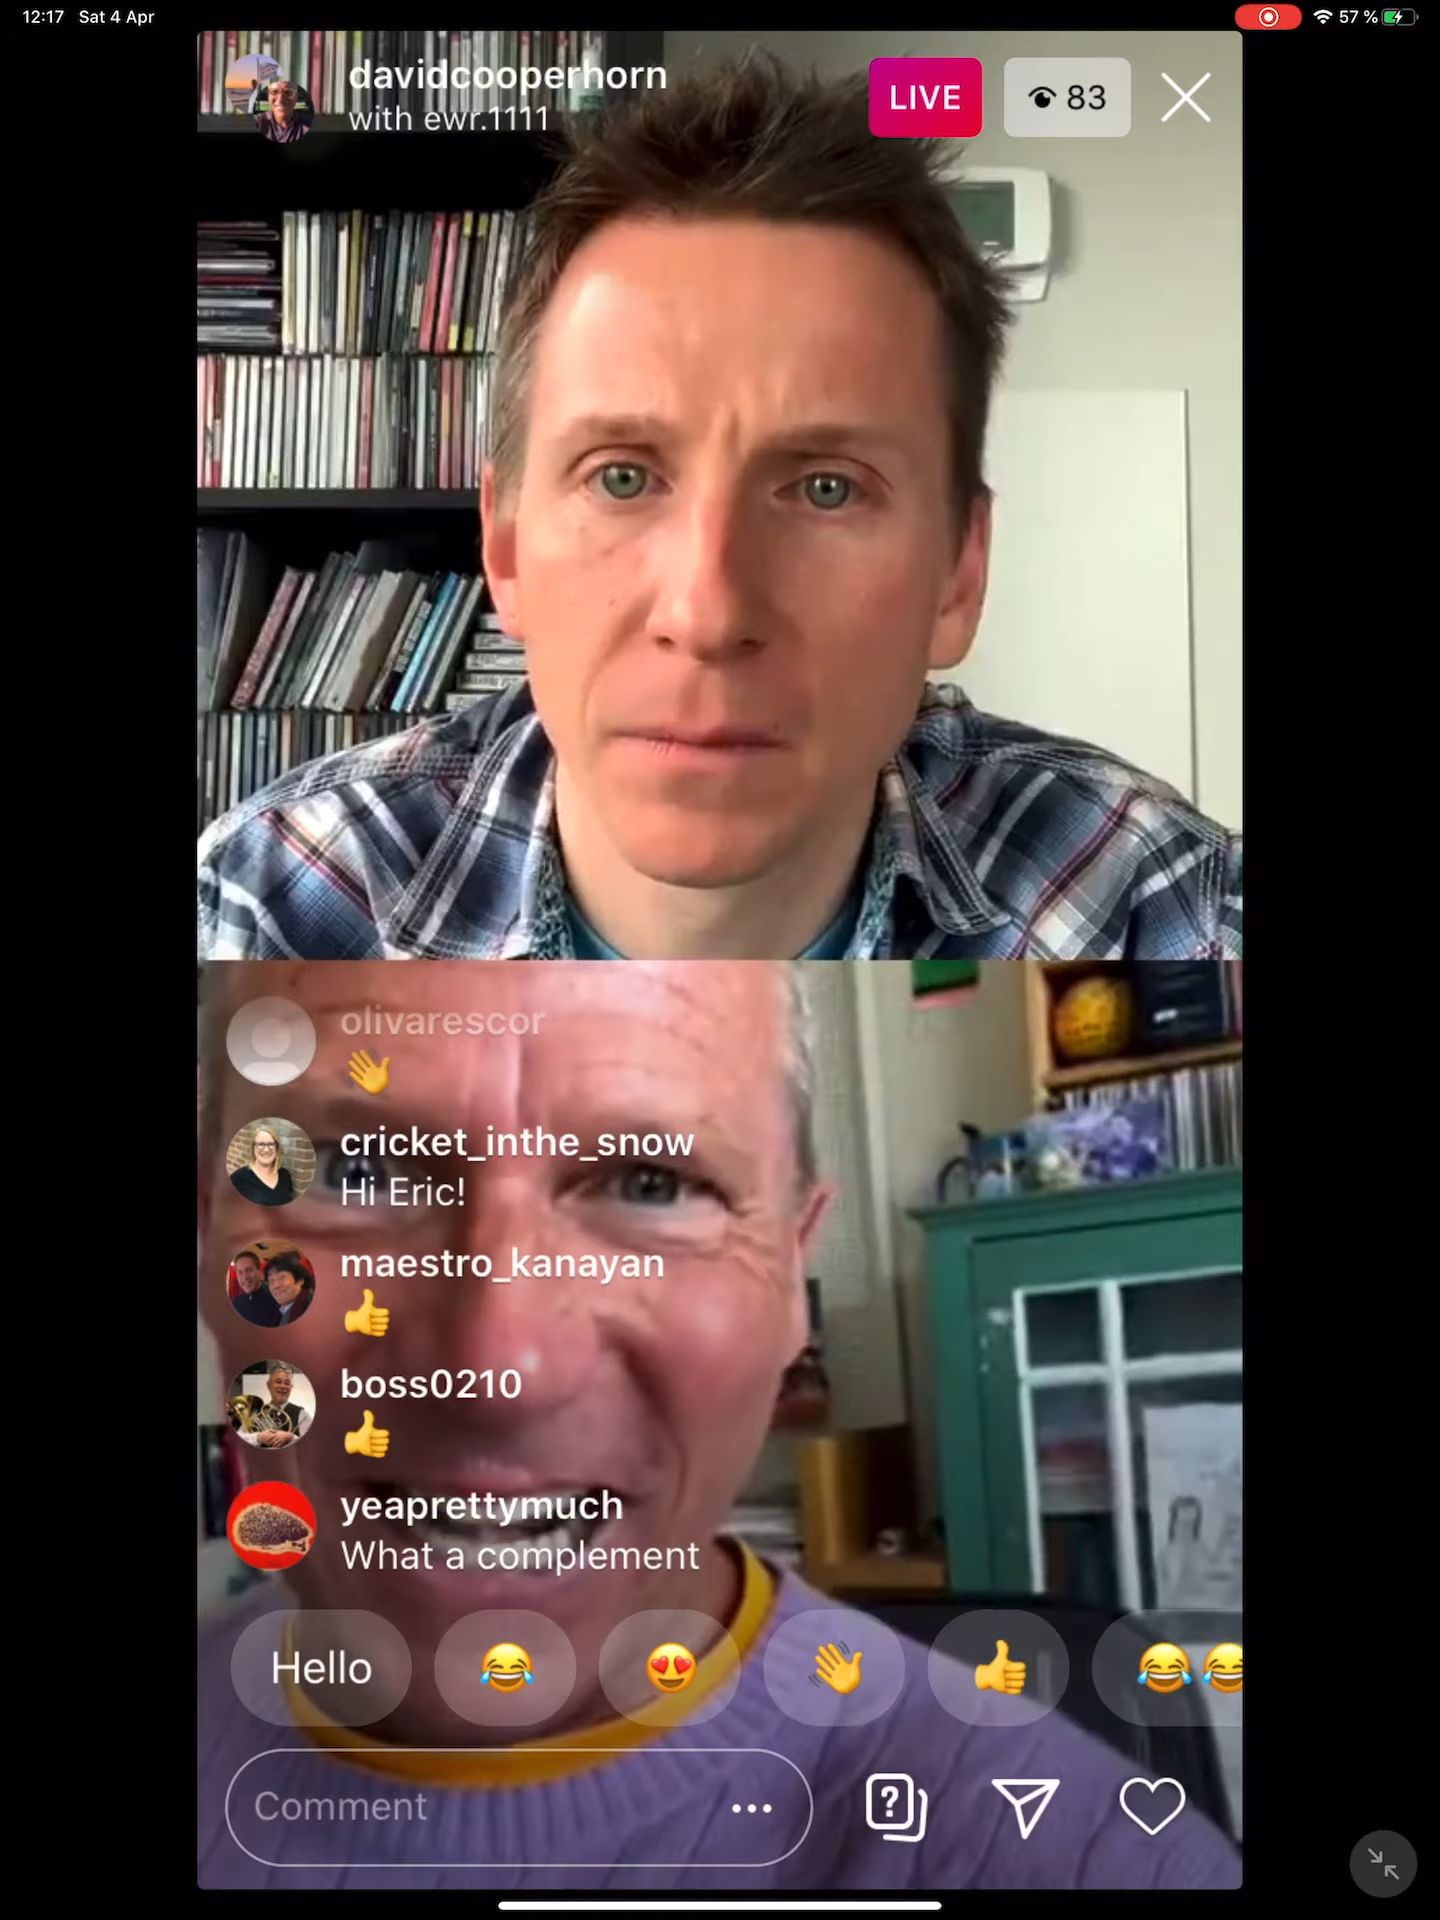 12:17 Sat 4 Apr
57 %
davidcooperhorn
with ewr.1111
LIVE
83
olivarescor
👋
cricket_inthe_snow
Hi Eric!
maestro_kanayan
👍
boss0210
👍
yeaprettymuch
What a complement
Hello 😂 😍 👋 👍 😂😂
Comment